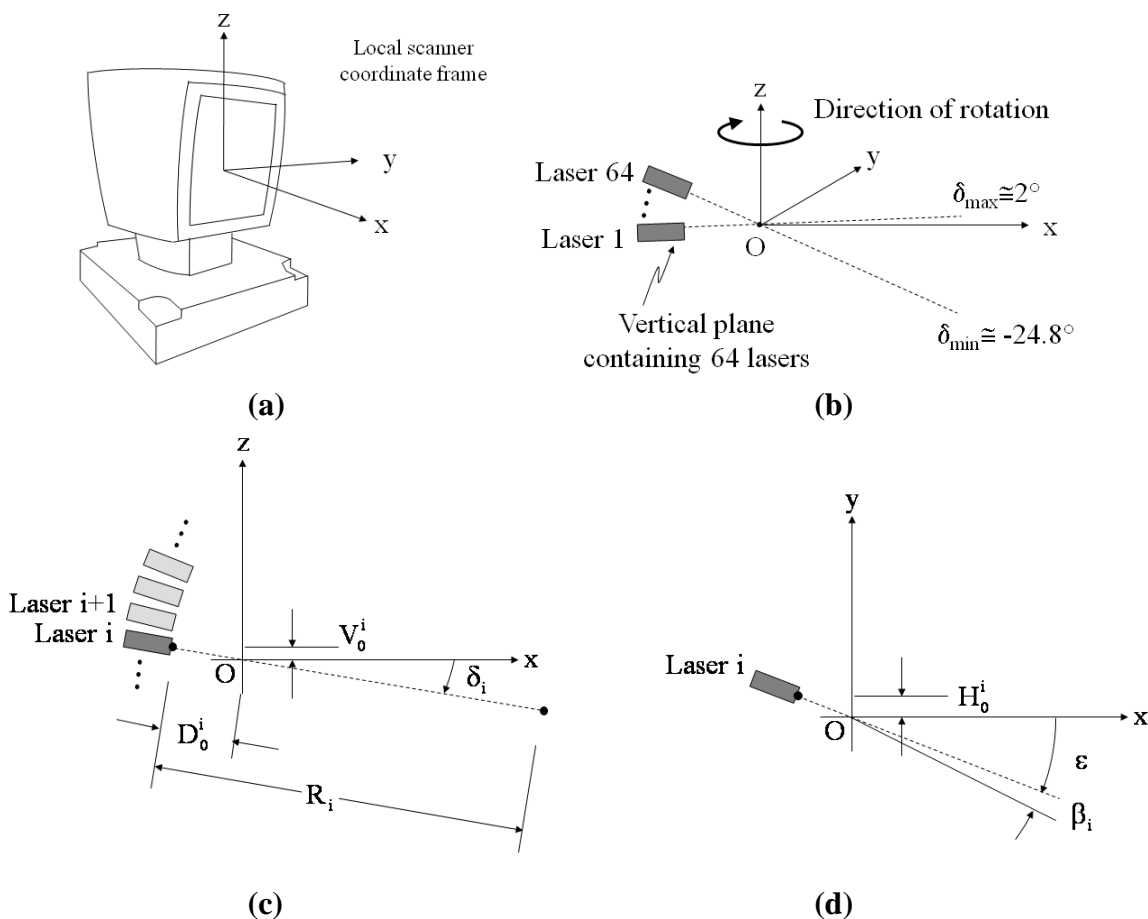 z
Local scanner
coordinate frame
y
x
(a)
z
Direction of rotation
Laser 64
y
δmax≅2°
Laser 1
O
x
Vertical plane
containing 64 lasers
δmin≅ -24.8°
(b)
z
Laser i+1
Laser i
V₀ⁱ
x
O
δᵢ
D₀ⁱ
Rᵢ
(c)
y
Laser i
H₀ⁱ
x
O
ε
βᵢ
(d)